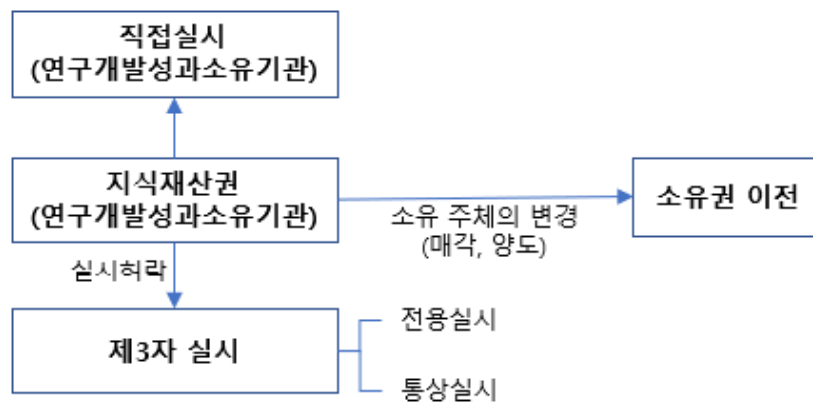 직접실시
(연구개발성과소유기관)
지식재산권
(연구개발성과소유기관)
소유 주체의 변경
(매각, 양도)
소유권 이전
실시허락
제3자 실시
전용실시
통상실시